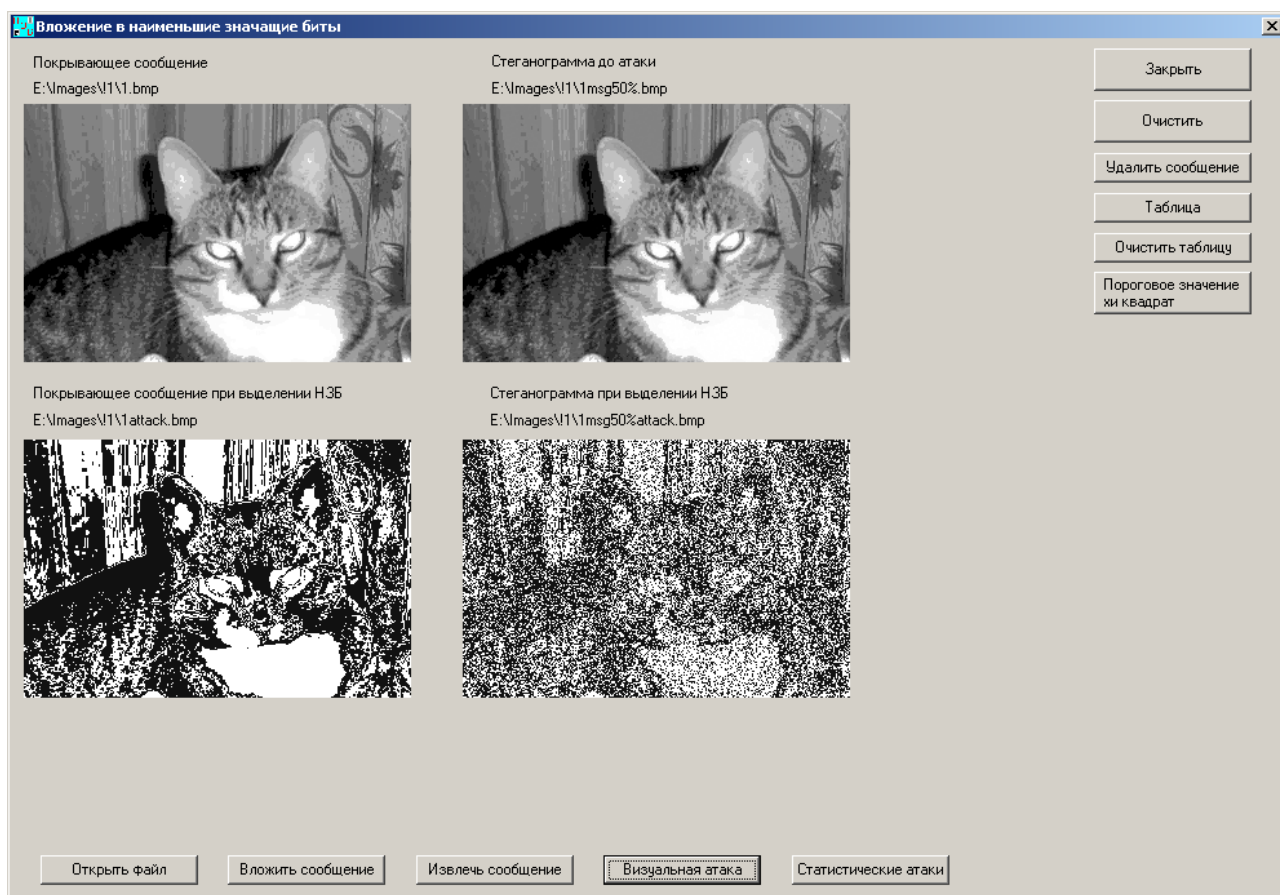 Вложение в наименьшие значащие биты
Покрывающее сообщение
E:\Images\!1\1.bmp
Стеганограмма до атаки
E:\Images\!1\1msg50%.bmp
Закрыть
Очистить
Удалить сообщение
Таблица
Очистить таблицу
Пороговое значение
хи квадрат
Покрывающее сообщение при выделении НЗБ
E:\Images\!1\1attack.bmp
Стеганограмма при выделении НЗБ
E:\Images\!1\1msg50%attack.bmp
Открыть файл
Вложить сообщение
Извлечь сообщение
Визуальная атака
Статистические атаки